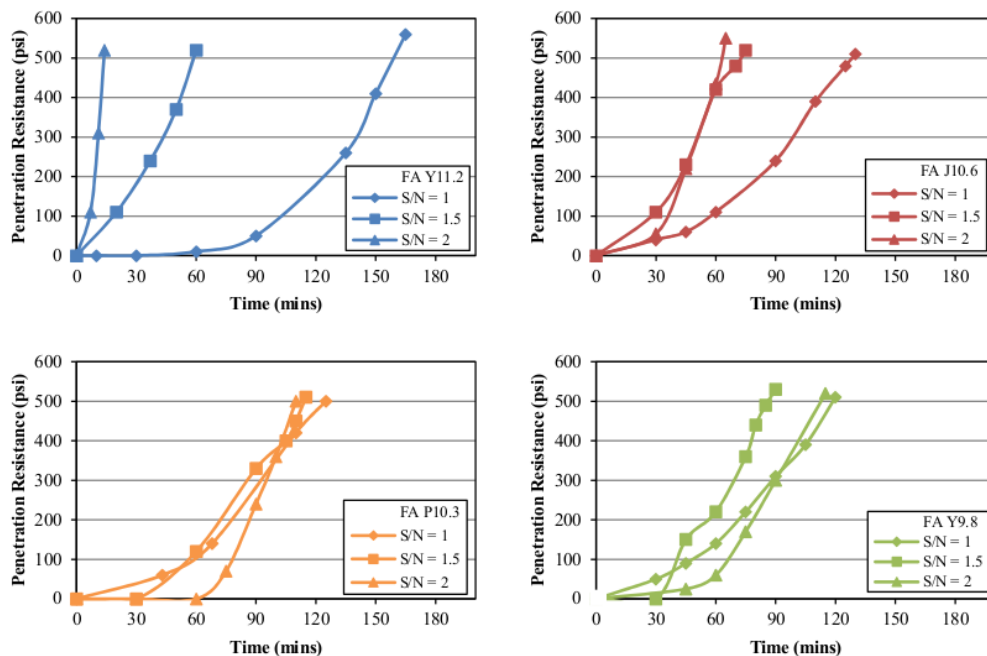 600
500
400
300
200
100
0
Penetration Resistance (psi)
FA Y11.2
S/N = 1
S/N = 1.5
S/N = 2
0 30 60 90 120 150 180
Time (mins)
600
500
400
300
200
100
0
Penetration Resistance (psi)
FA J10.6
S/N = 1
S/N = 1.5
S/N = 2
0 30 60 90 120 150 180
Time (mins)
600
500
400
300
200
100
0
Penetration Resistance (psi)
FA P10.3
S/N = 1
S/N = 1.5
S/N = 2
0 30 60 90 120 150 180
Time (mins)
600
500
400
300
200
100
0
Penetration Resistance (psi)
FA Y9.8
S/N = 1
S/N = 1.5
S/N = 2
0 30 60 90 120 150 180
Time (mins)